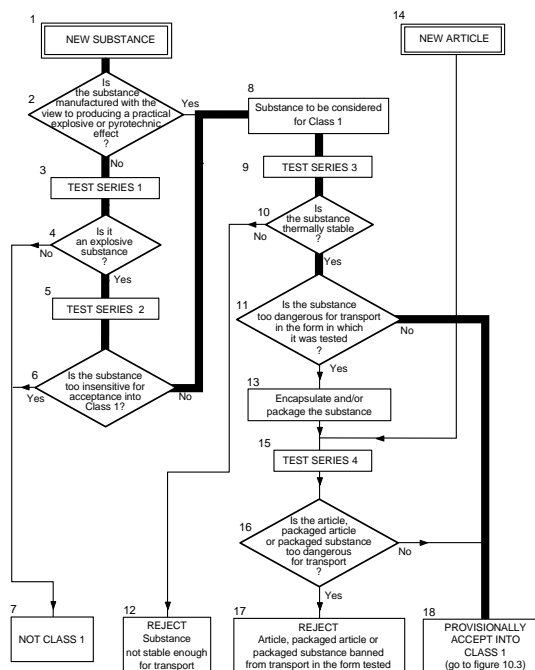 1
NEW SUBSTANCE
14
NEW ARTICLE
2
Is
the substance
manufactured with the
view to producing a practical
explosive or pyrotechnic
effect
?
Yes
No
8
Substance to be considered
for Class 1
3
TEST SERIES 1
9
TEST SERIES 3
4
Is it
an explosive
substance
?
No
Yes
10
Is
the substance
thermally stable
?
No
Yes
5
TEST SERIES 2
11
Is the substance
too dangerous for transport
in the form in which
it was tested
?
No
Yes
6
Is the substance
too insensitive for
acceptance into
Class 1?
Yes
No
13
Encapsulate and/or
package the substance
15
TEST SERIES 4
16
Is the article,
packaged article
or packaged substance
too dangerous
for transport
?
No
Yes
7
NOT CLASS 1
12
REJECT
Substance
not stable enough
for transport
17
REJECT
Article, packaged article or
packaged substance banned
from transport in the form tested
18
PROVISIONALLY
ACCEPT INTO
CLASS 1
(go to figure 10.3)